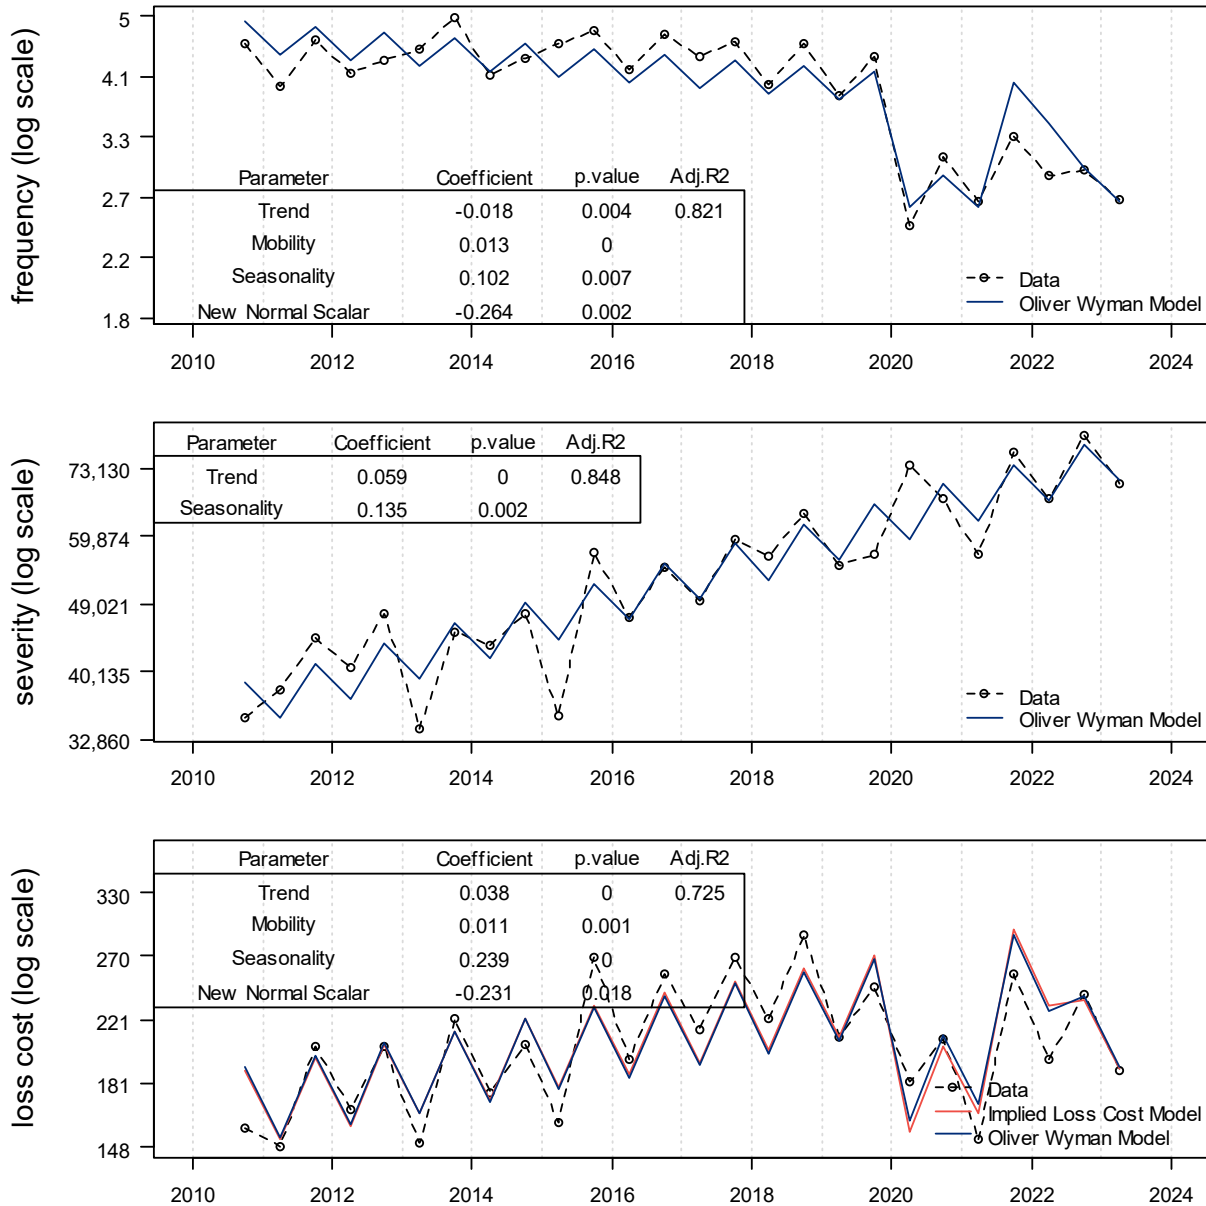 frequency (log scale)
5
4.1
3.3
2.7
2.2
1.8
Parameter Coefficient p.value Adj.R2
Trend -0.018 0.004 0.821
Mobility 0.013 0
Seasonality 0.102 0.007
New Normal Scalar -0.264 0.002
Data
Oliver Wyman Model
2010 2012 2014 2016 2018 2020 2022 2024
severity (log scale)
73,130
59,874
49,021
40,135
32,860
Parameter Coefficient p.value Adj.R2
Trend 0.059 0 0.848
Seasonality 0.135 0.002
Data
Oliver Wyman Model
2010 2012 2014 2016 2018 2020 2022 2024
loss cost (log scale)
330
270
221
181
148
Parameter Coefficient p.value Adj.R2
Trend 0.038 0 0.725
Mobility 0.011 0.001
Seasonality 0.239 0
New Normal Scalar -0.231 0.018
Data
Implied Loss Cost Model
Oliver Wyman Model
2010 2012 2014 2016 2018 2020 2022 2024